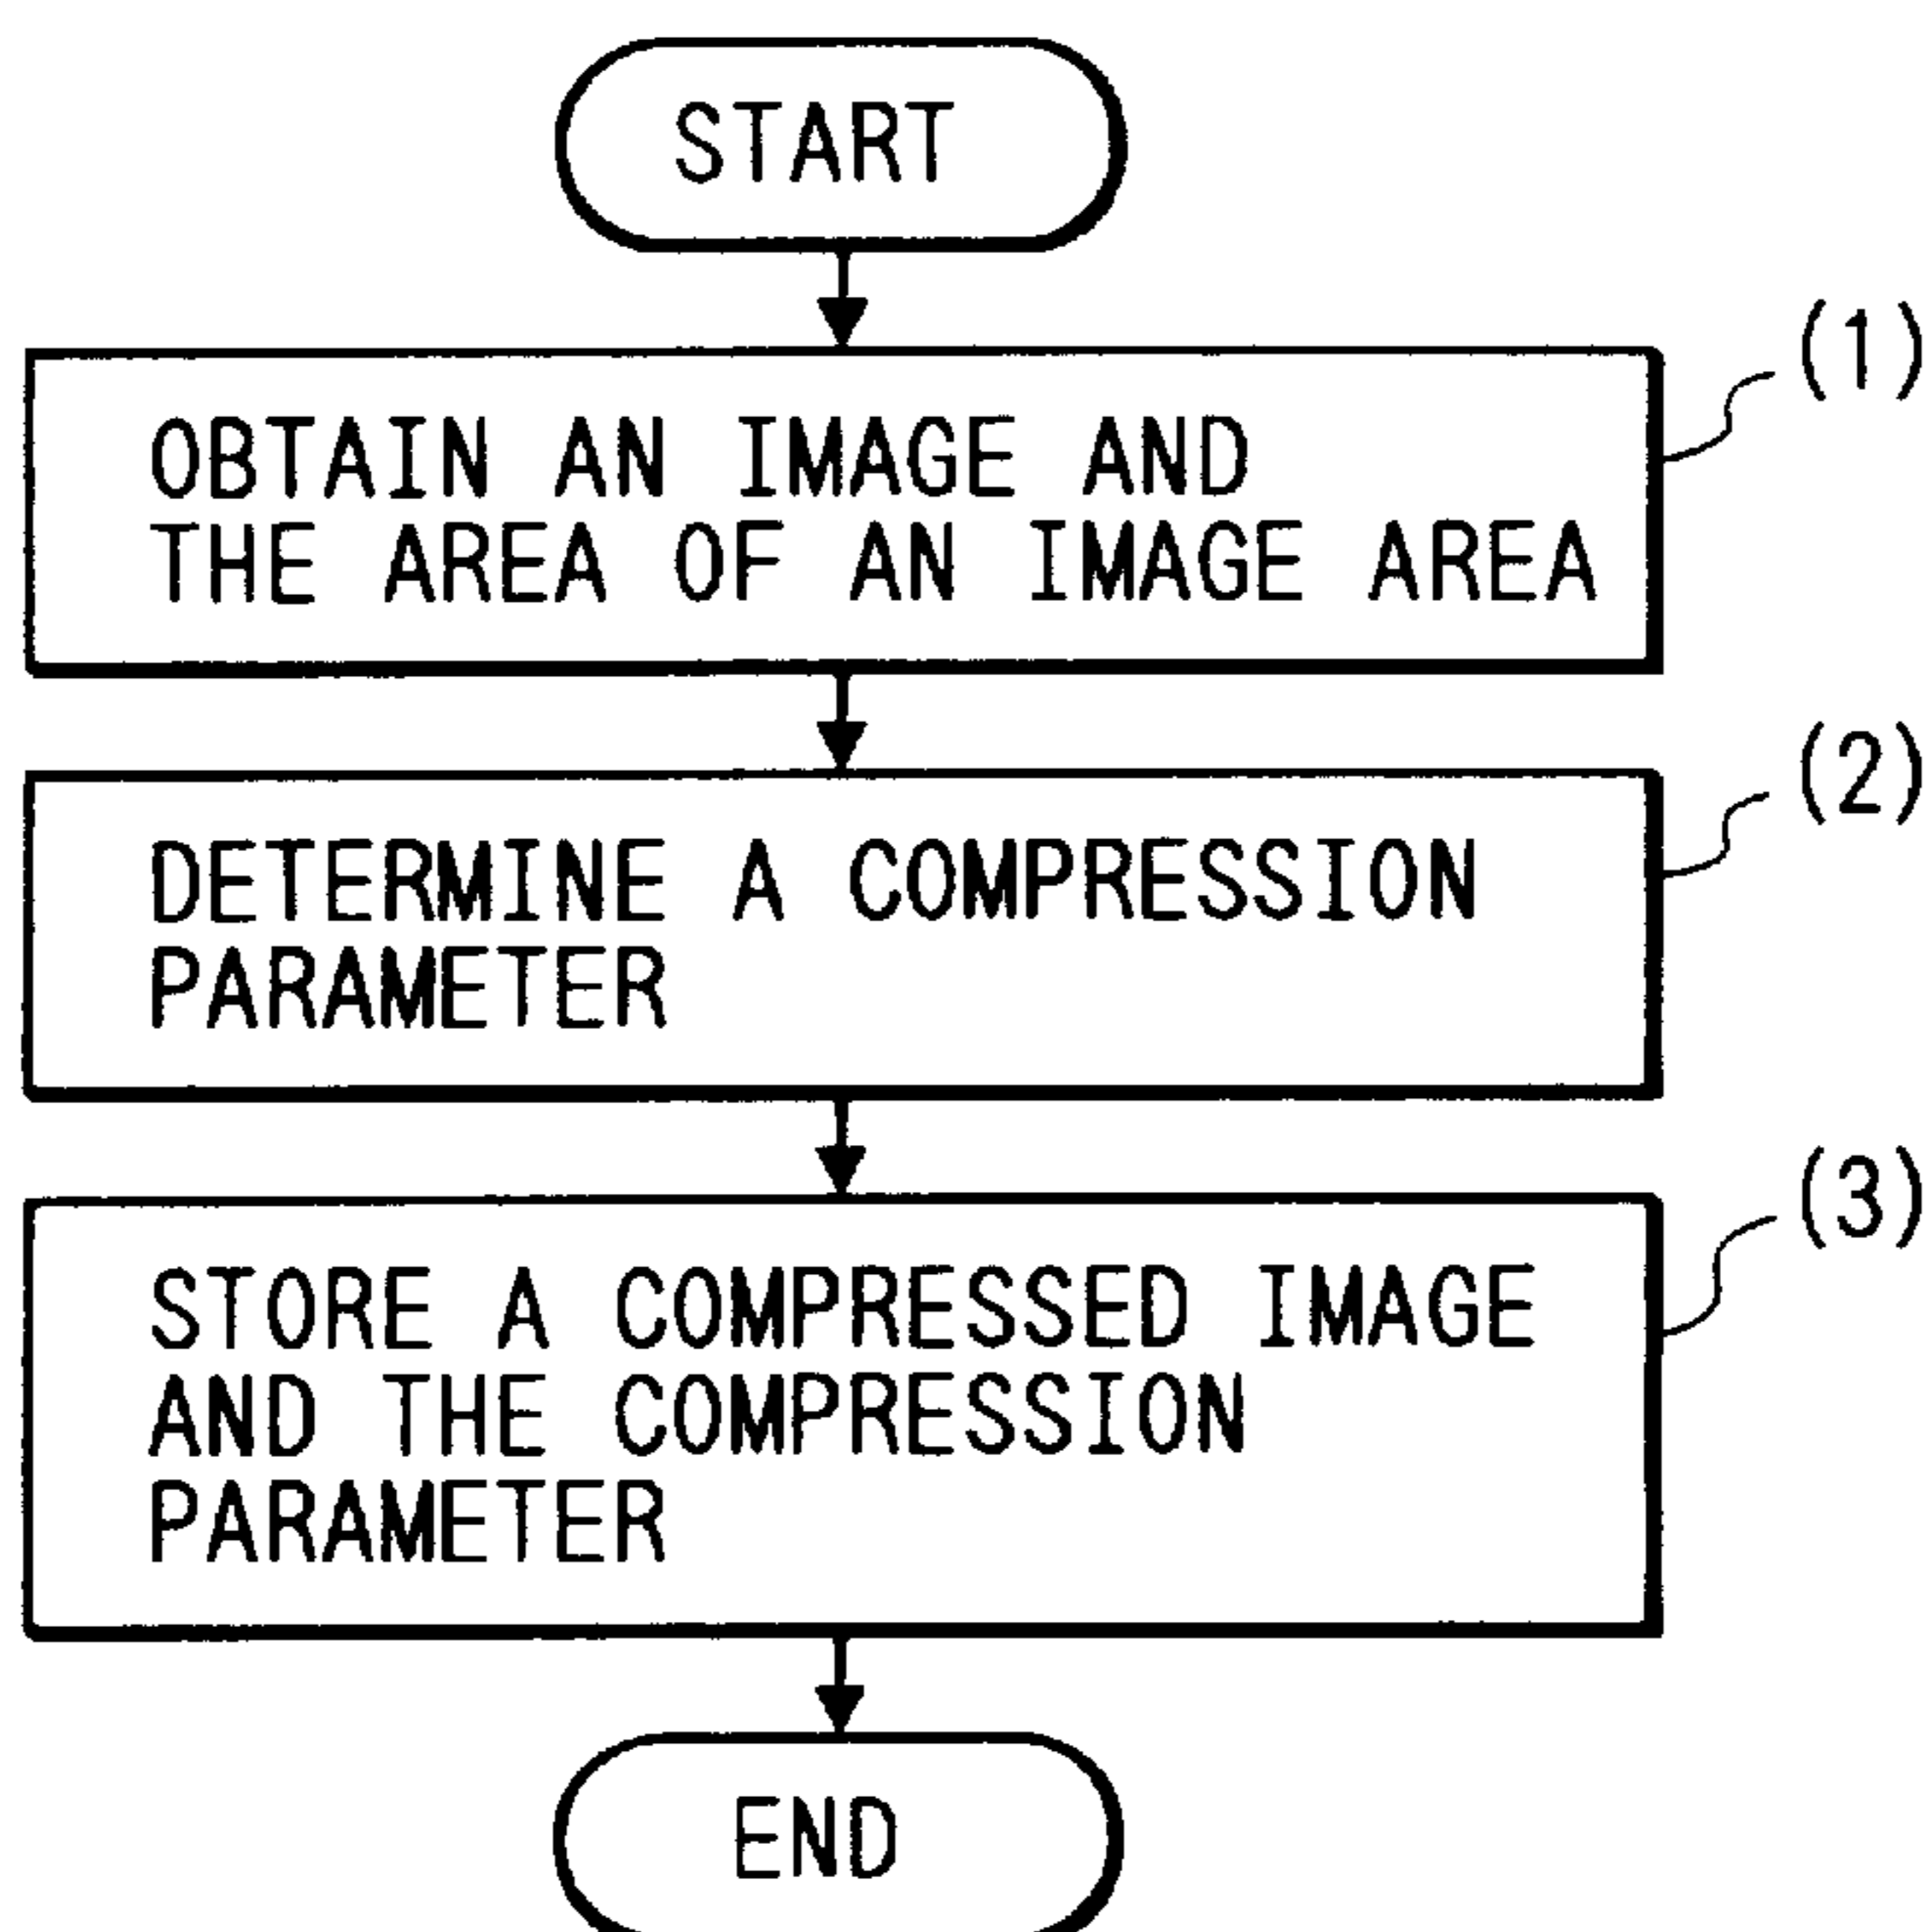 START
(1)
OBTAIN AN IMAGE AND
THE AREA OF AN IMAGE AREA
(2)
DETERMINE A COMPRESSION
PARAMETER
(3)
STORE A COMPRESSED IMAGE
AND THE COMPRESSION
PARAMETER
END